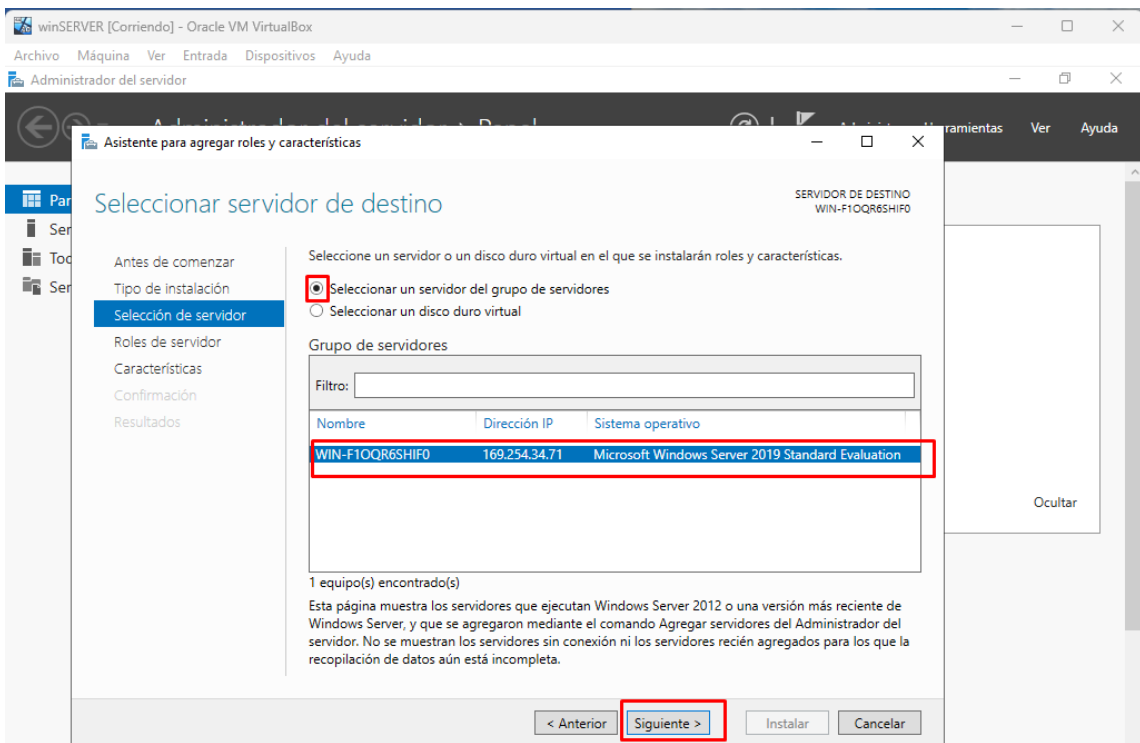 winSERVER [Corriendo] - Oracle VM VirtualBox
Archivo Máquina Ver Entrada Dispositivos Ayuda
Administrador del servidor
Ver Ayuda
Asistente para agregar roles y características
Seleccionar servidor de destino
SERVIDOR DE DESTINO
WIN-F1OQR6SHIF0
Antes de comenzar
Tipo de instalación
Selección de servidor
Roles de servidor
Características
Confirmación
Resultados
Seleccione un servidor o un disco duro virtual en el que se instalarán roles y características.
Seleccionar un servidor del grupo de servidores
Seleccionar un disco duro virtual
Grupo de servidores
Filtro:
Nombre Dirección IP Sistema operativo
WIN-F1OQR6SHIF0 169.254.34.71 Microsoft Windows Server 2019 Standard Evaluation
1 equipo(s) encontrado(s)
Esta página muestra los servidores que ejecutan Windows Server 2012 o una versión más reciente de
Windows Server, y que se agregaron mediante el comando Agregar servidores del Administrador del
servidor. No se muestran los servidores sin conexión ni los servidores recién agregados para los que la
recopilación de datos aún está incompleta.
Ocultar
< Anterior Siguiente > Instalar Cancelar